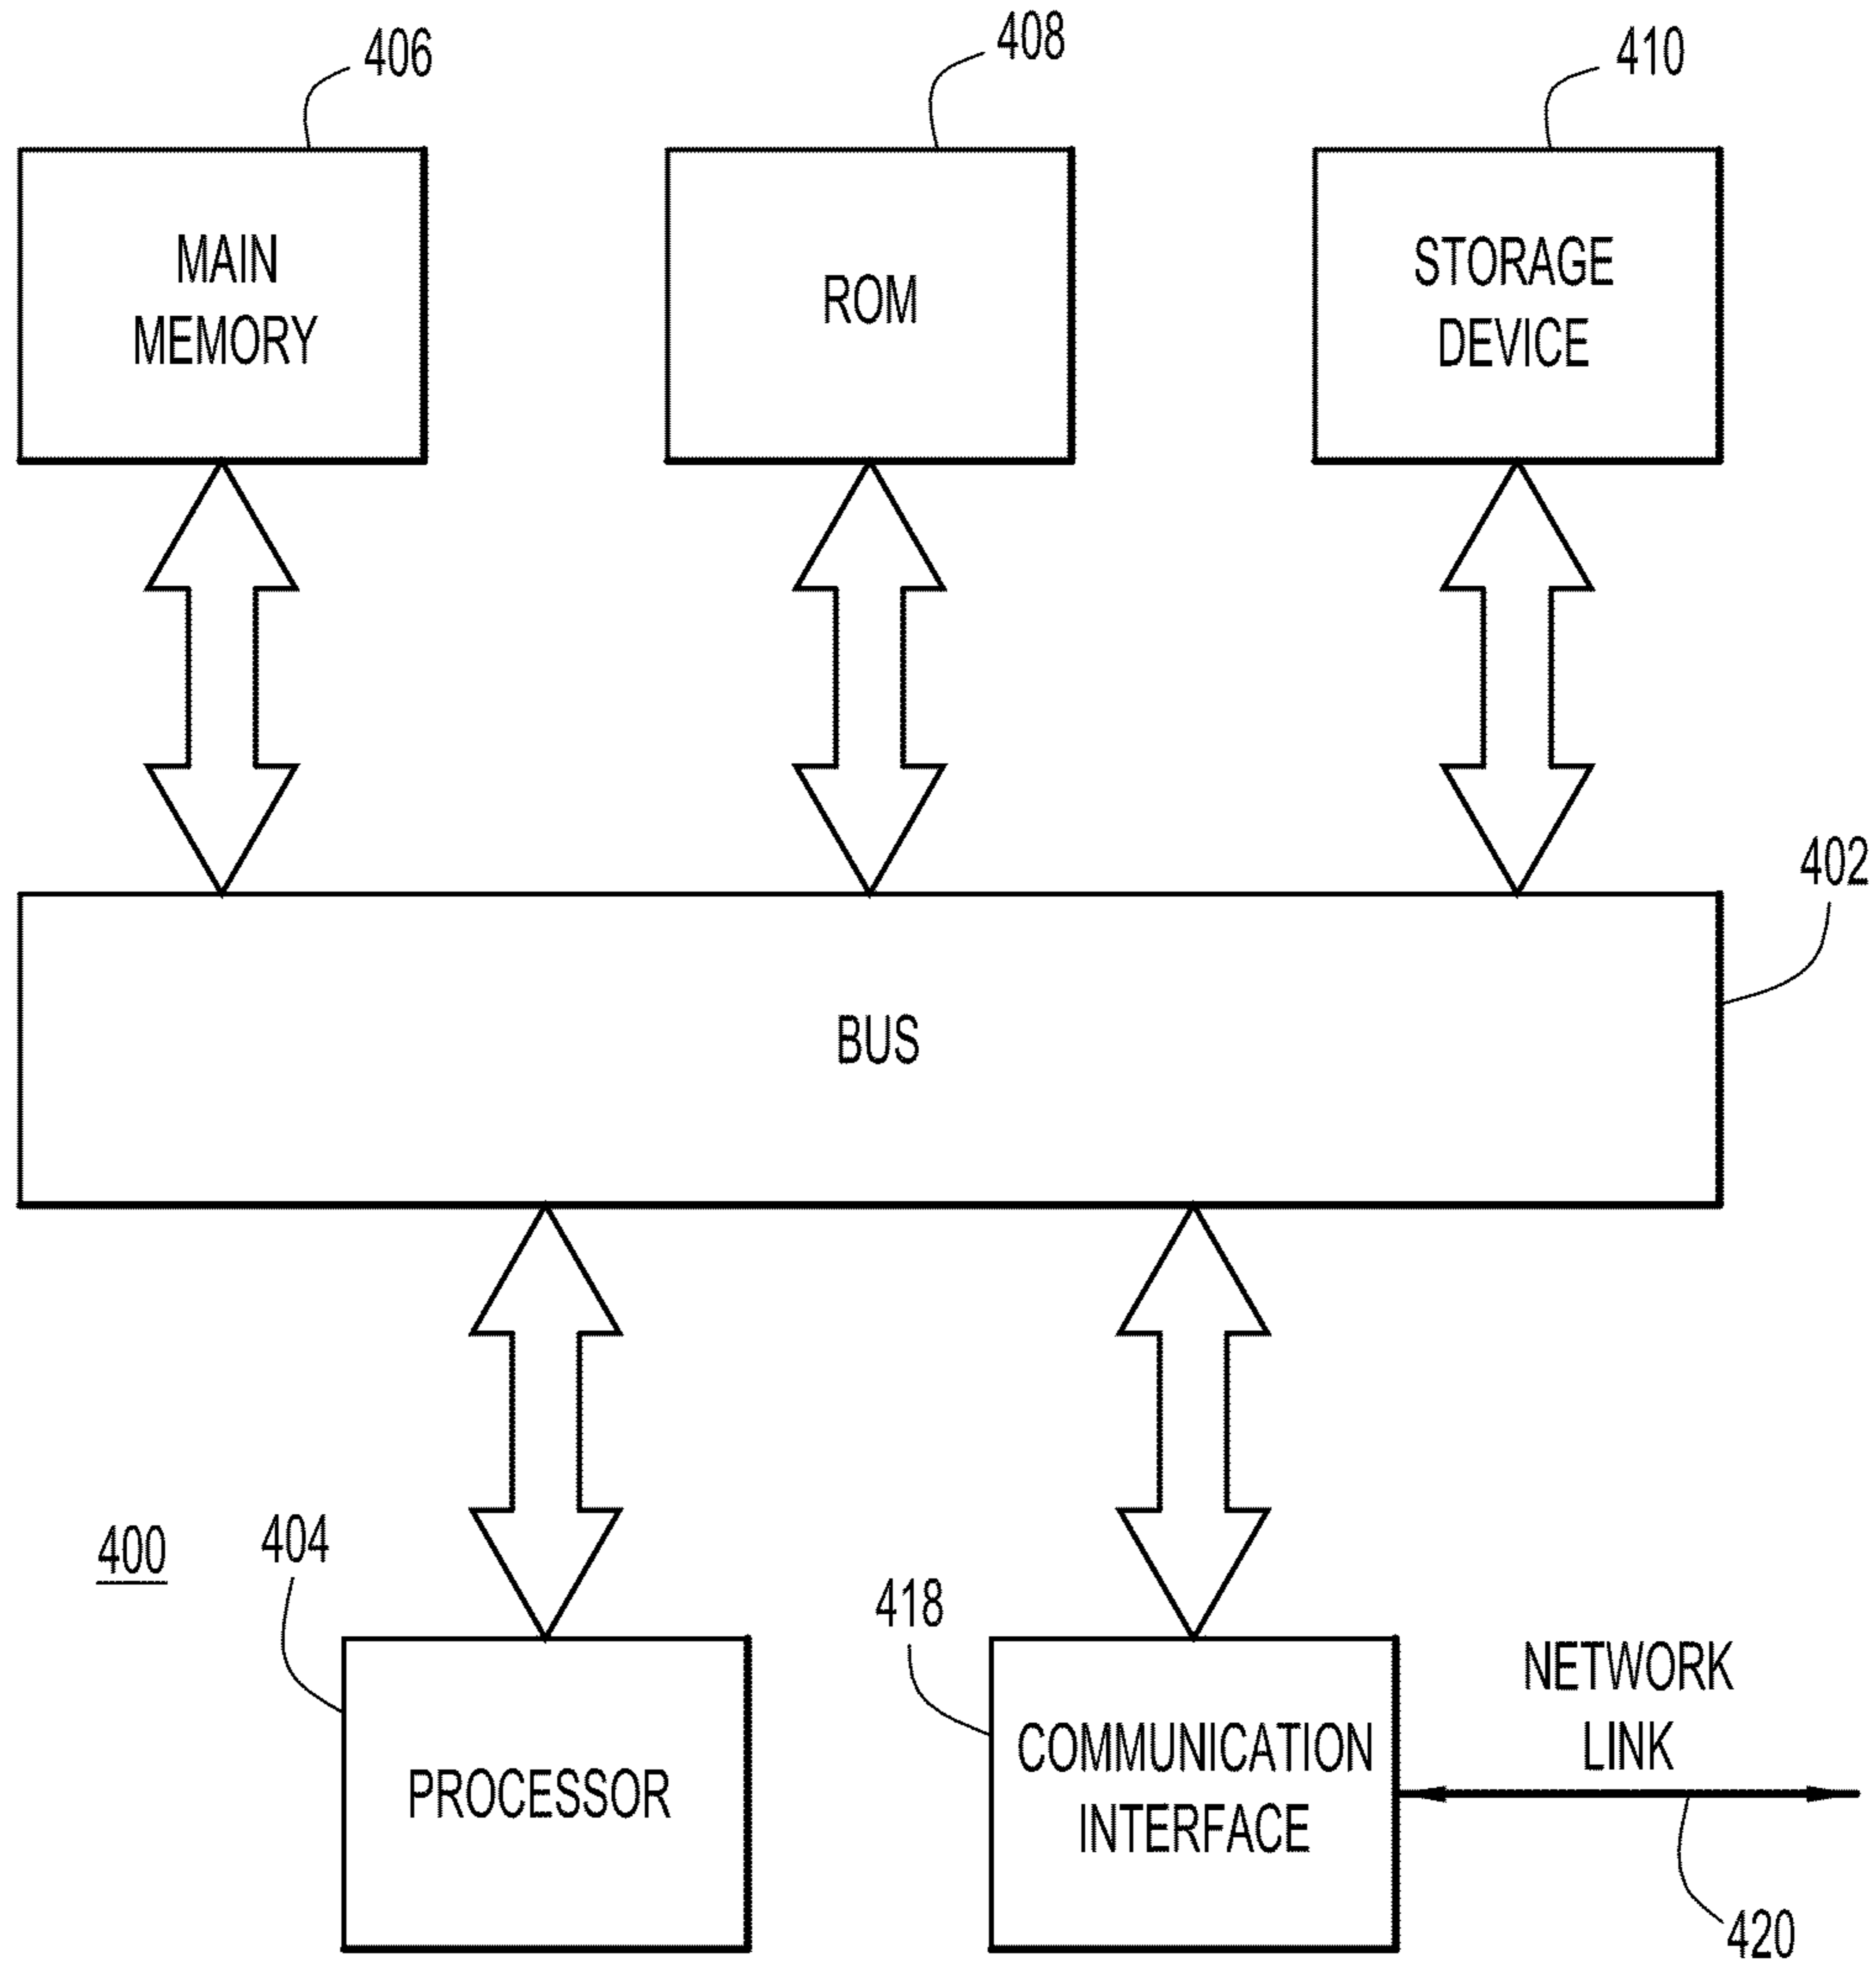 406
408
410
MAIN
MEMORY
ROM
STORAGE
DEVICE
402
BUS
400
404
418
PROCESSOR
COMMUNICATION
INTERFACE
NETWORK
LINK
420